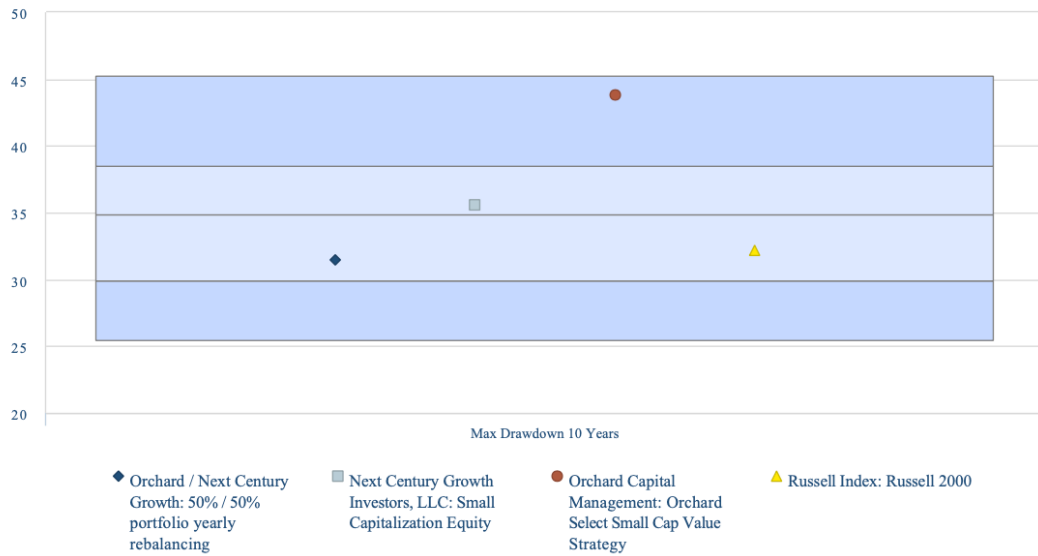 50
45
40
35
30
25
20
Max Drawdown 10 Years
Orchard / Next Century
Growth: 50% / 50%
portfolio yearly
rebalancing
Next Century Growth
Investors, LLC: Small
Capitalization Equity
Orchard Capital
Management: Orchard
Select Small Cap Value
Strategy
Russell Index: Russell 2000